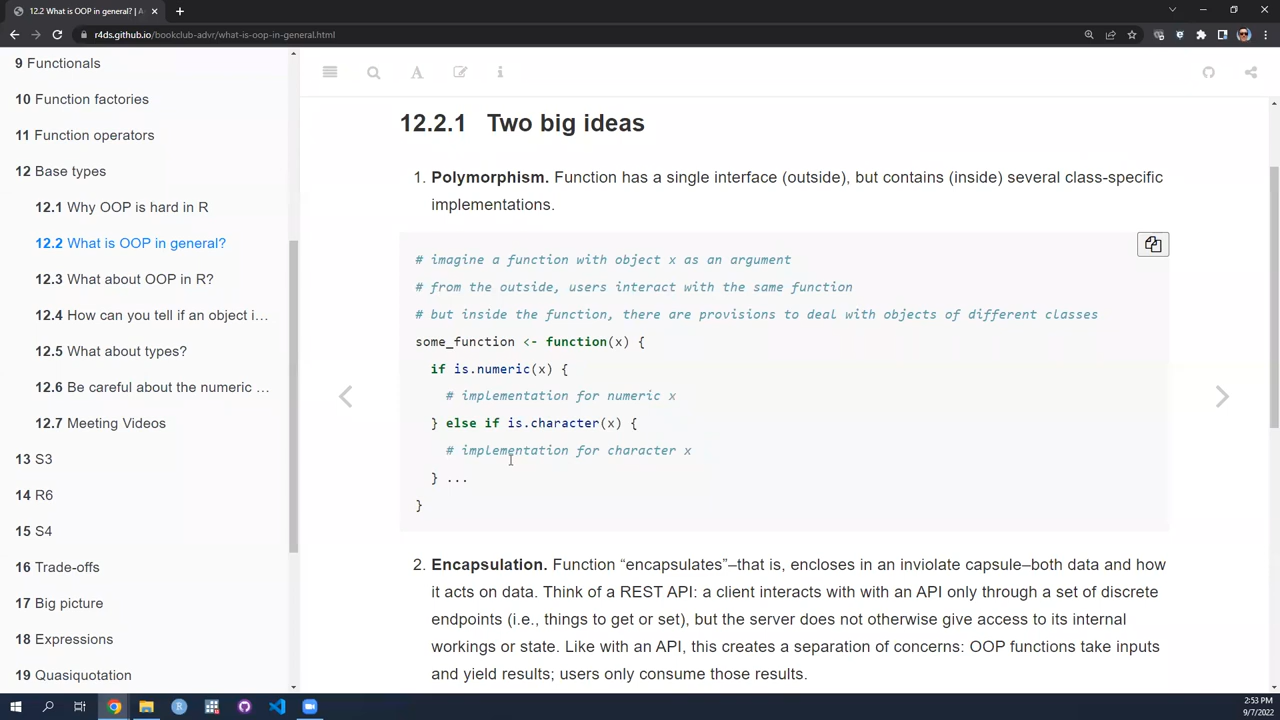 12.2 What is OOP in general? | A
r4ds.github.io/bookclub-advr/what-is-oop-in-general.html
9 Functionals
10 Function factories
11 Function operators
12 Base types
12.1 Why OOP is hard in R
12.2 What is OOP in general?
12.3 What about OOP in R?
12.4 How can you tell if an object i…
12.5 What about types?
12.6 Be careful about the numeric …
12.7 Meeting Videos
13 S3
14 R6
15 S4
16 Trade-offs
17 Big picture
18 Expressions
19 Quasiquotation
12.2.1 Two big ideas
1. Polymorphism. Function has a single interface (outside), but contains (inside) several class-specific
implementations.
# imagine a function with object x as an argument
# from the outside, users interact with the same function
# but inside the function, there are provisions to deal with objects of different classes
some_function <- function(x) {
if is.numeric(x) {
# implementation for numeric x
} else if is.character(x) {
# implementation for character x
} ...
}
2. Encapsulation. Function “encapsulates”–that is, encloses in an inviolate capsule–both data and how
it acts on data. Think of a REST API: a client interacts with with an API only through a set of discrete
endpoints (i.e., things to get or set), but the server does not otherwise give access to its internal
workings or state. Like with an API, this creates a separation of concerns: OOP functions take inputs
and yield results; users only consume those results.
2:53 PM
9/7/2022